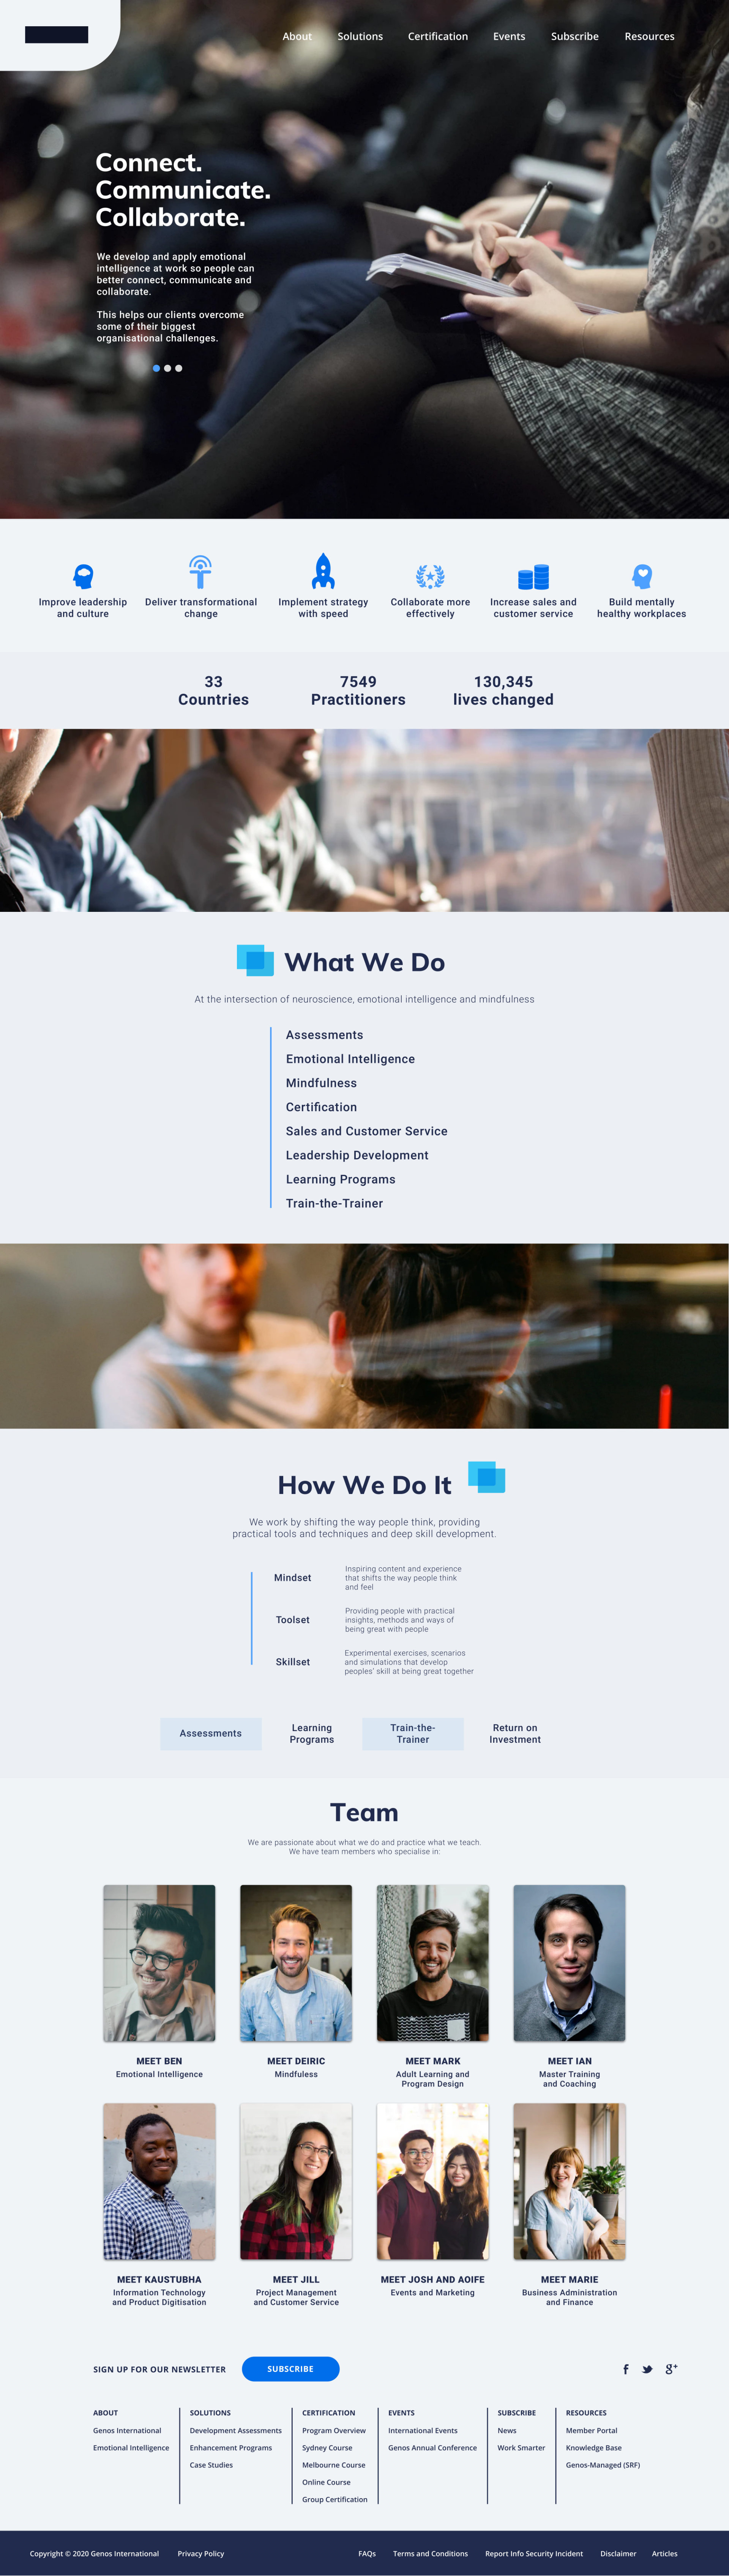 About Solutions Certification Events Subscribe Resources
Connect.
Communicate.
Collaborate.
We develop and apply emotional
intelligence at work so people can
better connect, communicate and
collaborate.
This helps our clients overcome
some of their biggest
organisational challenges.
Improve leadership
and culture
Deliver transformational
change
Implement strategy
with speed
Collaborate more
effectively
Increase sales and
customer service
Build mentally
healthy workplaces
33
Countries
7549
Practitioners
130,345
lives changed
What We Do
At the intersection of neuroscience, emotional intelligence and mindfulness
Assessments
Emotional Intelligence
Mindfulness
Certification
Sales and Customer Service
Leadership Development
Learning Programs
Train-the-Trainer
How We Do It
We work by shifting the way people think, providing
practical tools and techniques and deep skill development.
Mindset
Inspiring content and experience
that shifts the way people think
and feel
Toolset
Providing people with practical
insights, methods and ways of
being great with people
Skillset
Experimental exercises, scenarios
and simulations that develop
peoples' skill at being great together
Assessments
Learning
Programs
Train-the-
Trainer
Return on
Investment
Team
We are passionate about what we do and practice what we teach.
We have team members who specialise in:
MEET BEN
Emotional Intelligence
MEET DEIRIC
Mindfuless
MEET MARK
Adult Learning and
Program Design
MEET IAN
Master Training
and Coaching
MEET KAUSTUBHA
Information Technology
and Product Digitisation
MEET JILL
Project Management
and Customer Service
MEET JOSH AND AOIFE
Events and Marketing
MEET MARIE
Business Administration
and Finance
SIGN UP FOR OUR NEWSLETTER
SUBSCRIBE
ABOUT
Genos International
Emotional Intelligence
SOLUTIONS
Development Assessments
Enhancement Programs
Case Studies
CERTIFICATION
Program Overview
Sydney Course
Melbourne Course
Online Course
Group Certification
EVENTS
International Events
Genos Annual Conference
SUBSCRIBE
News
Work Smarter
RESOURCES
Member Portal
Knowledge Base
Genos-Managed (SRF)
Copyright © 2020 Genos International Privacy Policy FAQs Terms and Conditions Report Info Security Incident Disclaimer Articles